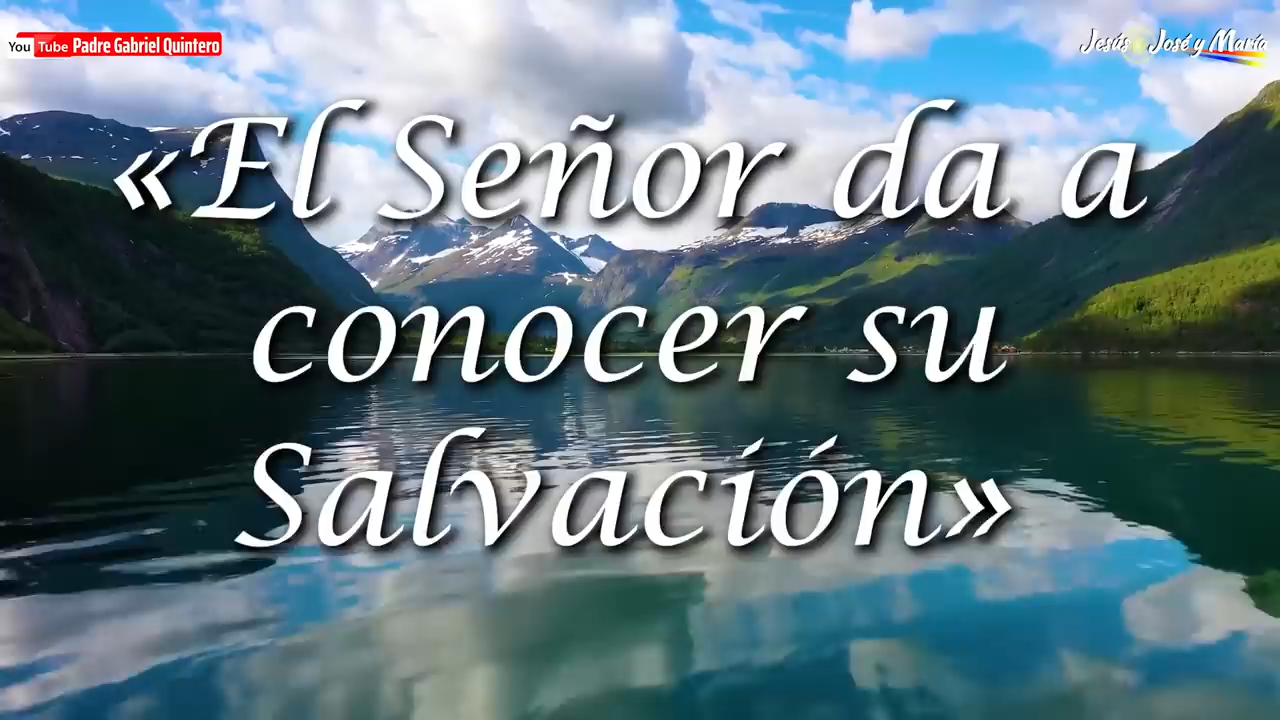 You Tube Padre Gabriel Quintero
Jesús José y María
«El Señor da a
conocer su
Salvación»